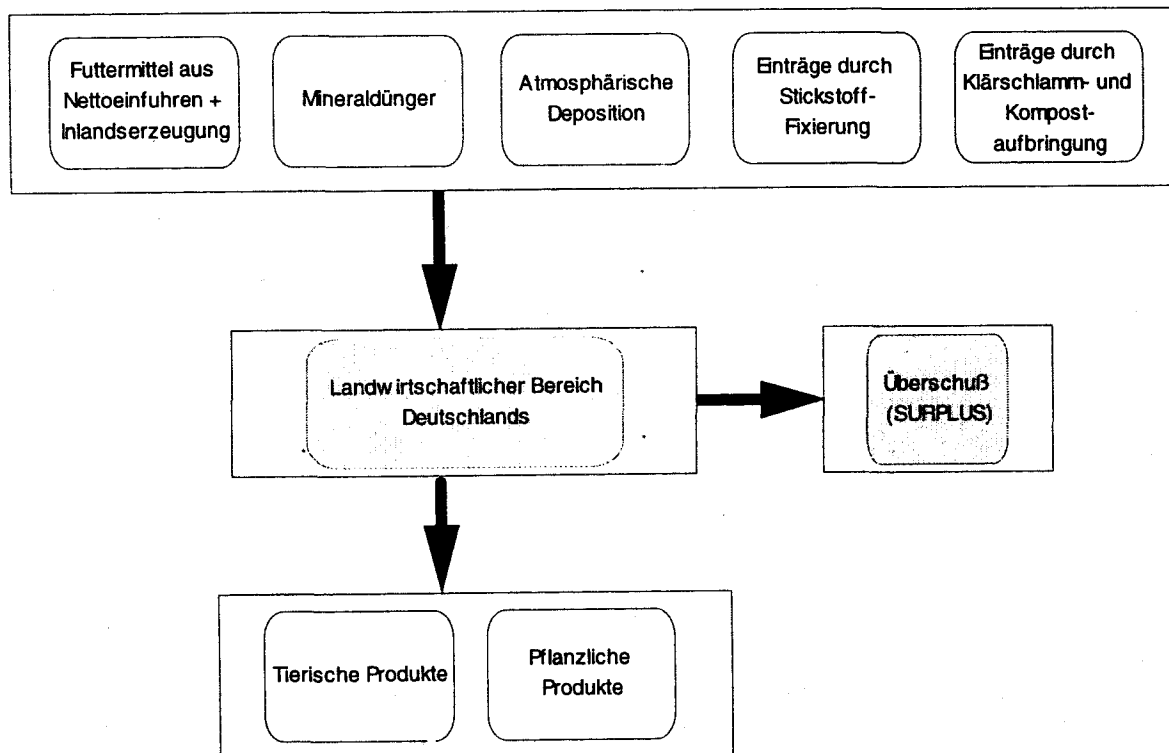 Futtermittel aus
Nettoeinfuhren +
Inlandserzeugung
Mineraldünger
Atmosphärische
Deposition
Einträge durch
Stickstoff-
Fixierung
Einträge durch
Klärschlamm- und
Kompost-
aufbringung
Landwirtschaftlicher Bereich
Deutschlands
Überschuß
(SURPLUS)
Tierische Produkte
Pflanzliche
Produkte